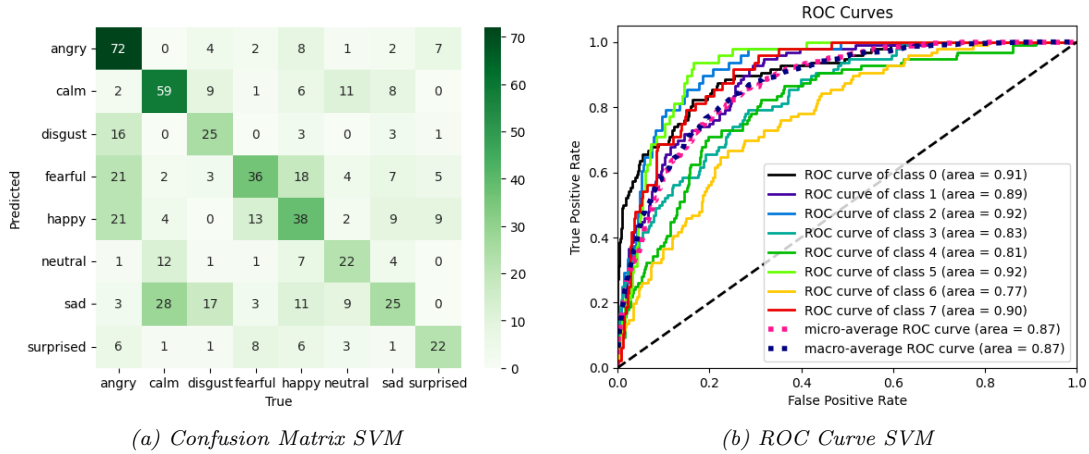 angry 72 0 4 2 8 1 2 7
calm 2 59 9 1 6 11 8 0
disgust 16 0 25 0 3 0 3 1
fearful 21 2 3 36 18 4 7 5
happy 21 4 0 13 38 2 9 9
neutral 1 12 1 1 7 22 4 0
sad 3 28 17 3 11 9 25 0
surprised 6 1 1 8 6 3 1 22
angry calm disgust fearful happy neutral sad surprised
True
Predicted
70
60
50
40
30
20
10
0
(a) Confusion Matrix SVM
ROC Curves
1.0
0.8
0.6
0.4
0.2
0.0
True Positive Rate
ROC curve of class 0 (area = 0.91)
ROC curve of class 1 (area = 0.89)
ROC curve of class 2 (area = 0.92)
ROC curve of class 3 (area = 0.83)
ROC curve of class 4 (area = 0.81)
ROC curve of class 5 (area = 0.92)
ROC curve of class 6 (area = 0.77)
ROC curve of class 7 (area = 0.90)
micro-average ROC curve (area = 0.87)
macro-average ROC curve (area = 0.87)
0.0 0.2 0.4 0.6 0.8 1.0
False Positive Rate
(b) ROC Curve SVM